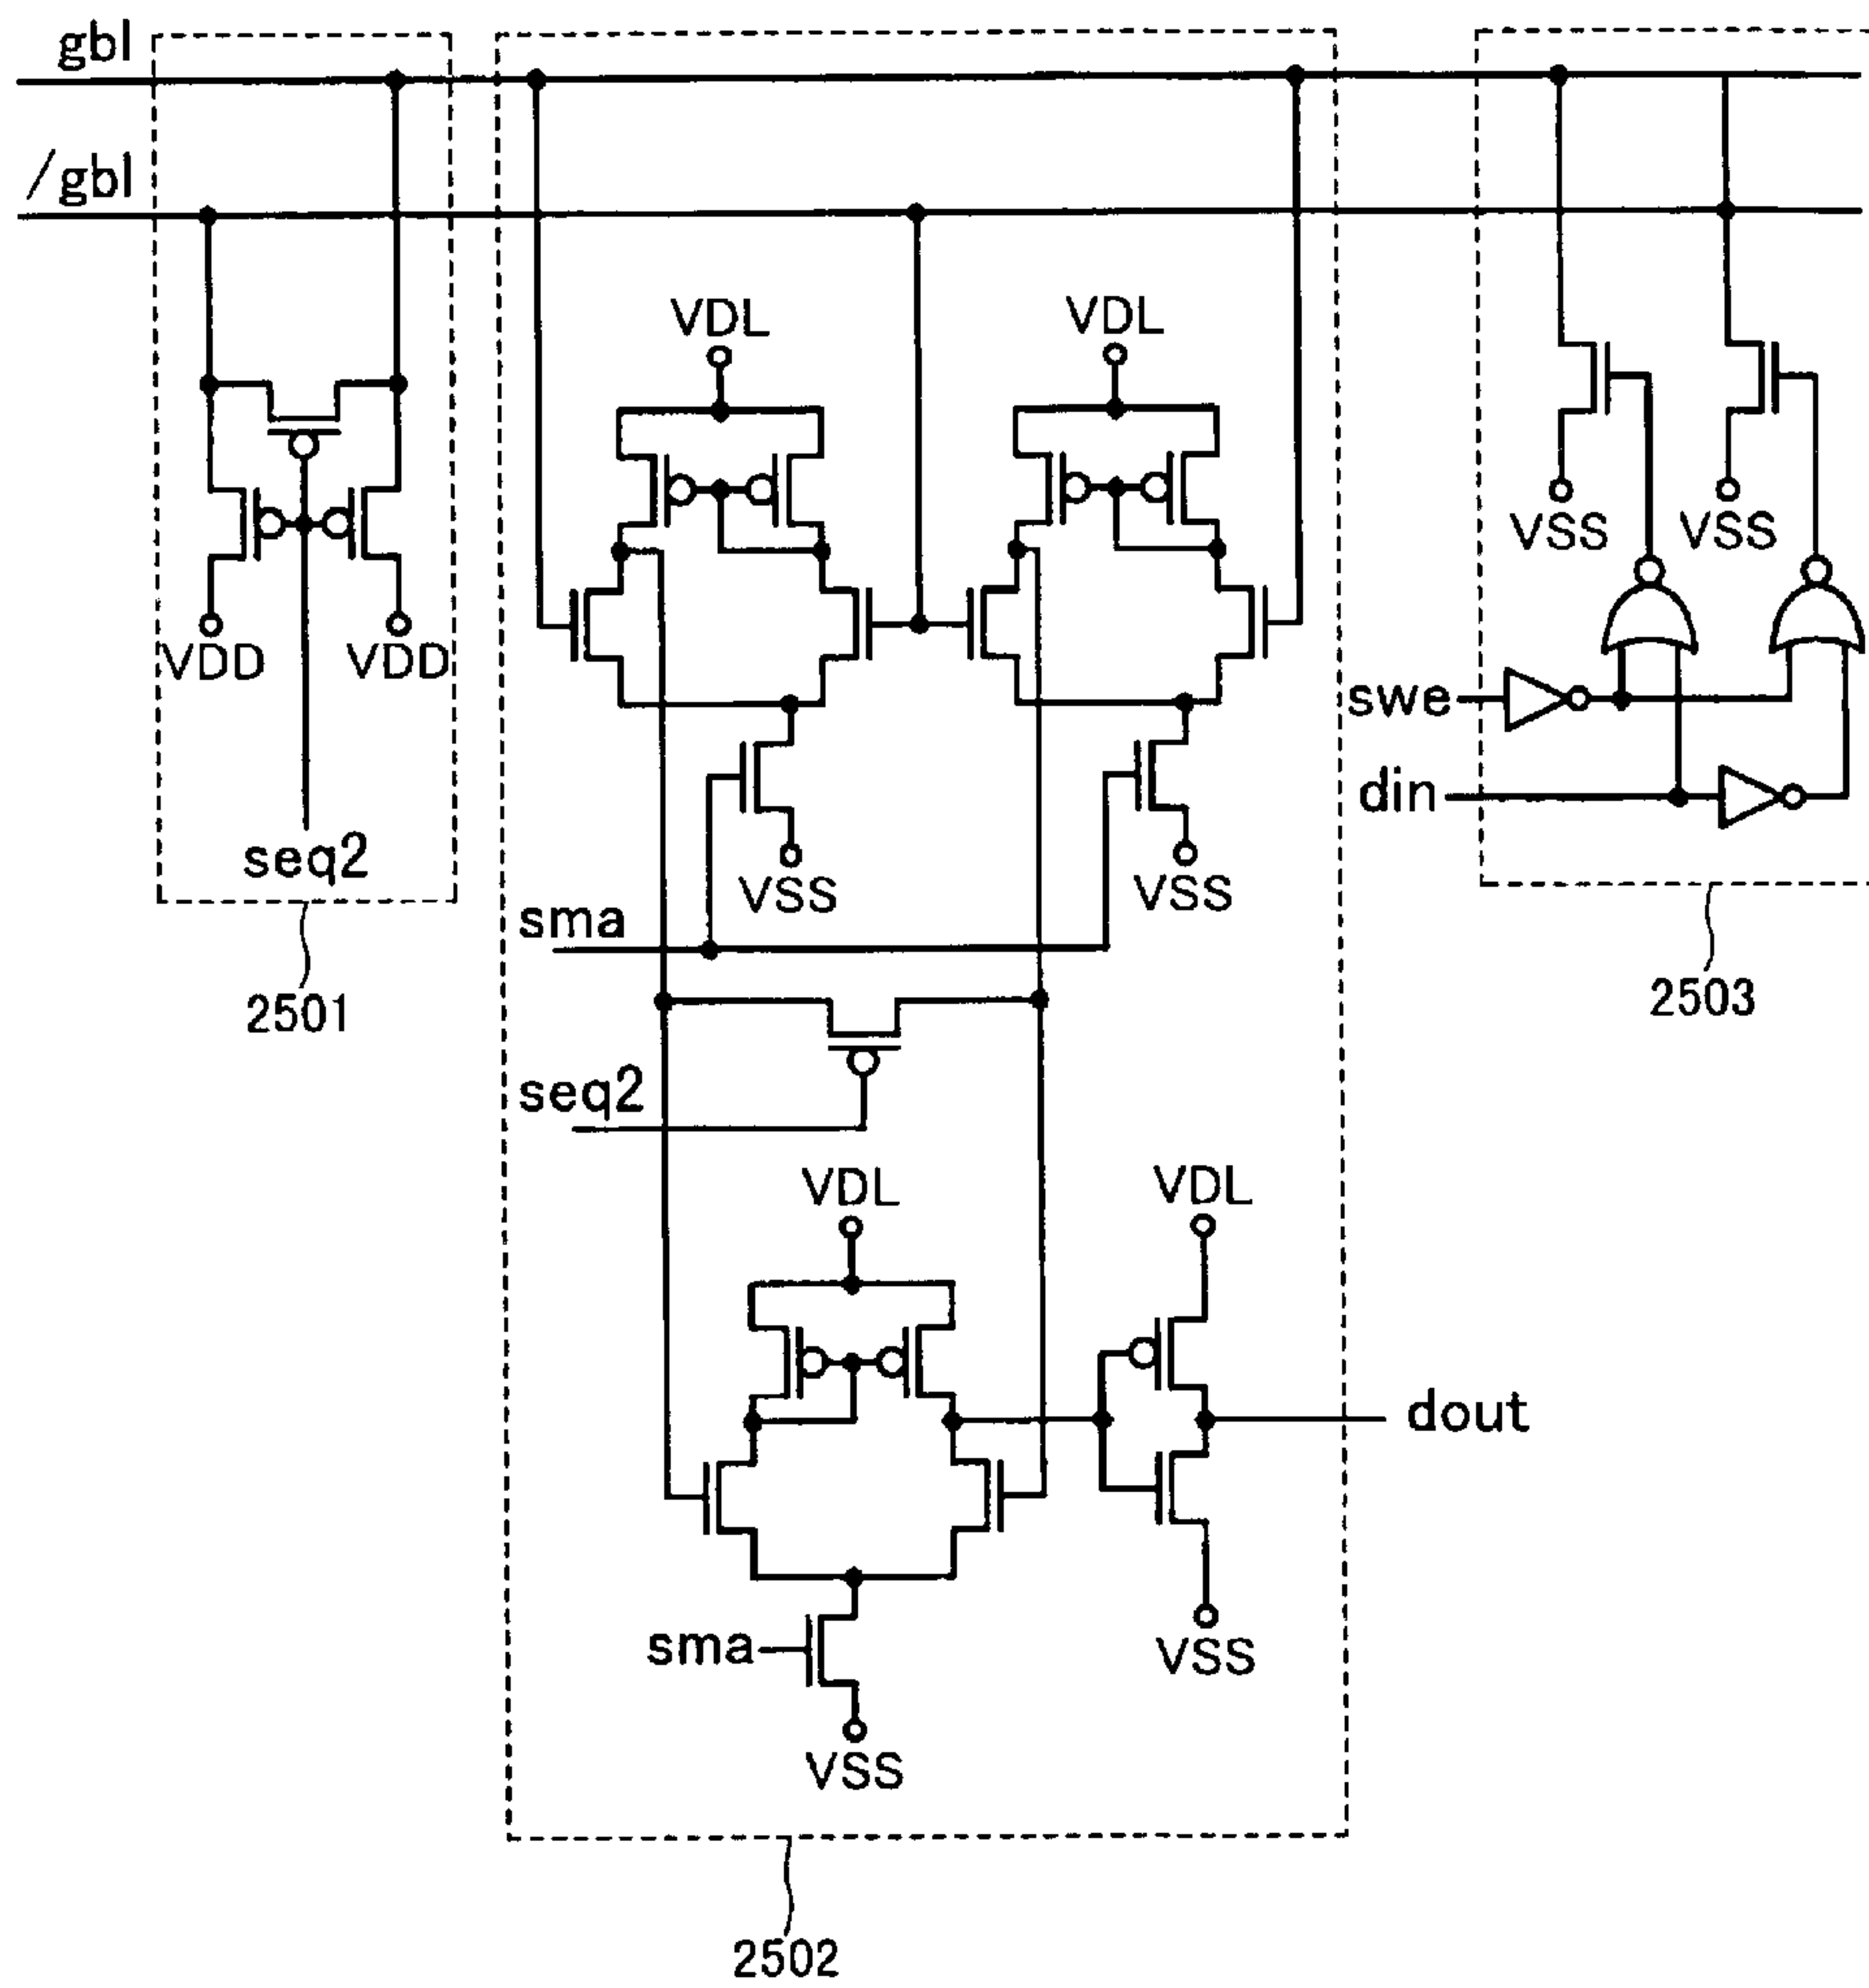 gbl
/gbl
VDL
VDL
VSS
VSS
VDD
VDD
swe
din
seq2
VSS
VSS
sma
2501
2503
seq2
VDL
VDL
dout
sma
VSS
VSS
2502